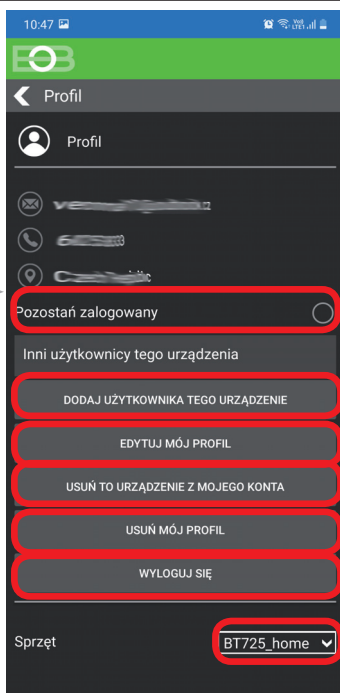 10:47
EOB
Profil
Profil
Pozostań zalogowany
Inni użytkownicy tego urządzenia
DODAJ UŻYTKOWNIKA TEGO URZĄDZENIE
EDYTUJ MÓJ PROFIL
USUŃ TO URZĄDZENIE Z MOJEGO KONTA
USUŃ MÓJ PROFIL
WYLOGUJ SIĘ
Sprzęt
BT725_home